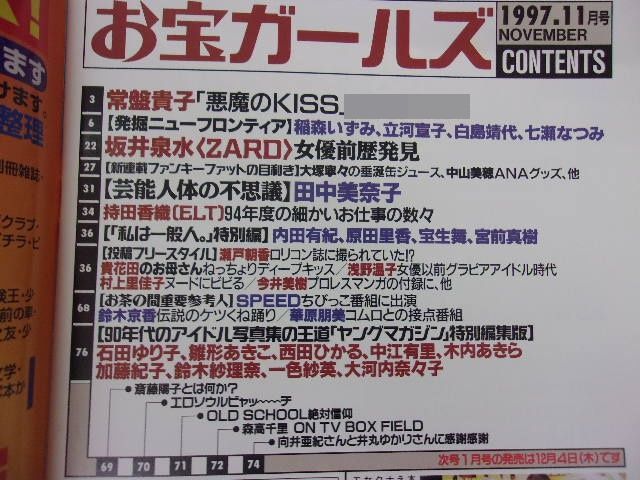 お宝ガールズ
1997.11月号
NOVEMBER
CONTENTS
3 常盤貴子「悪魔のKISS」
6 【発掘ニューフロンティア】稲森いずみ、立河宣子、白島靖代、七瀬なつみ
22 坂井泉水〈ZARD〉女優前歴発見
27 【新連載ファンキーファットの目利き】大塚寧々の垂涎缶ジュース、中山美穂ANAグッズ、他
31 【芸能人体の不思議】田中美奈子
34 持田香織(ELT)94年度の細かいお仕事の数々
36 【「私は一般人。」特別編】内田有紀、原田里香、宝生舞、宮前真樹
【投稿フリースタイル】瀬戸朝香ロリコン誌に撮られていた!?
36 貴花田のお母さんねっちょりディープキッス／浅野温子女優以前グラビアアイドル時代
村上里佳子ヌードにビビる／今井美樹プロレスマンガの付録に、他
68 【お茶の間重要参考人】SPEEDちびっこ番組に出演
鈴木京香伝説のケツくね踊り／華原朋美コムロとの接点番組
76 【90年代のアイドル写真集の王道「ヤングマガジン」特別編集版】
石田ゆり子、雛形あきこ、西田ひかる、中江有里、木内あきら
加藤紀子、鈴木紗理奈、一色紗英、大河内奈々子
斎藤陽子とは何か?
エロソウルピャッ〜〜チ
OLD SCHOOL絶対信仰
森高千里 ON TV BOX FIELD
向井亜紀さんと井丸ゆかりさんに感謝感謝
69 70 71 72 74
次号1月号の発売は12月4日(木)です
ます
けます。
整理
別冊雑誌・
クラブ・